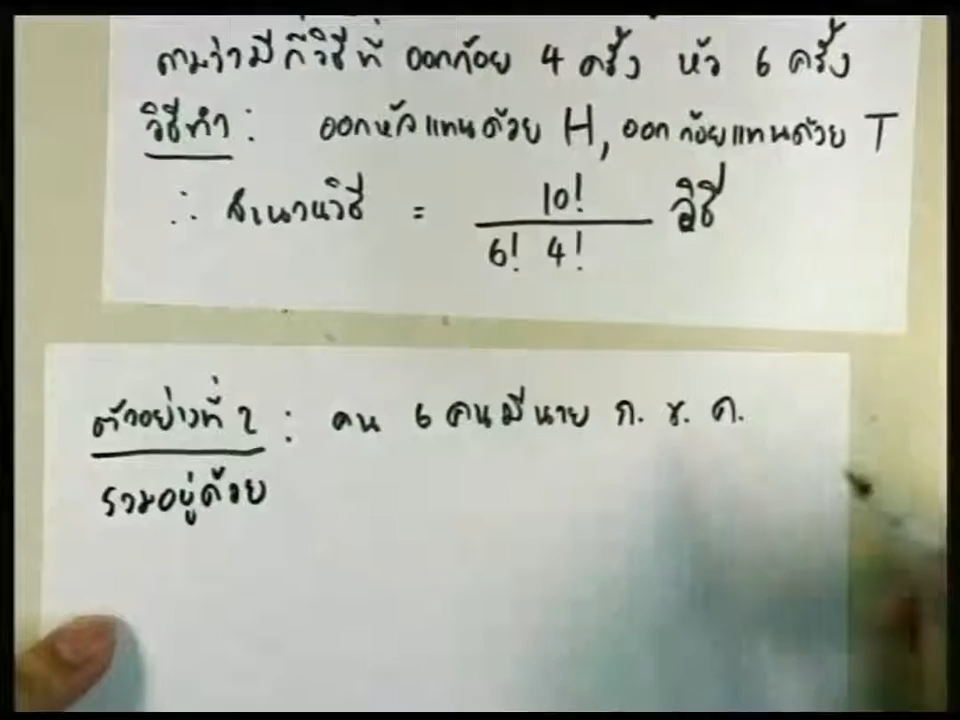 ถามว่ามีกี่วิธีที่ ออกก้อย 4 ครั้ง หัว 6 ครั้ง
วิธีทำ : ออกหัวแทนด้วย H, ออกก้อยแทนด้วย T
∴ จำนวนวิธี = 10! / 6! 4! วิธี
ตัวอย่างที่ 2 : คน 6 คนมีนาย ก. ข. ค.
รวมอยู่ด้วย